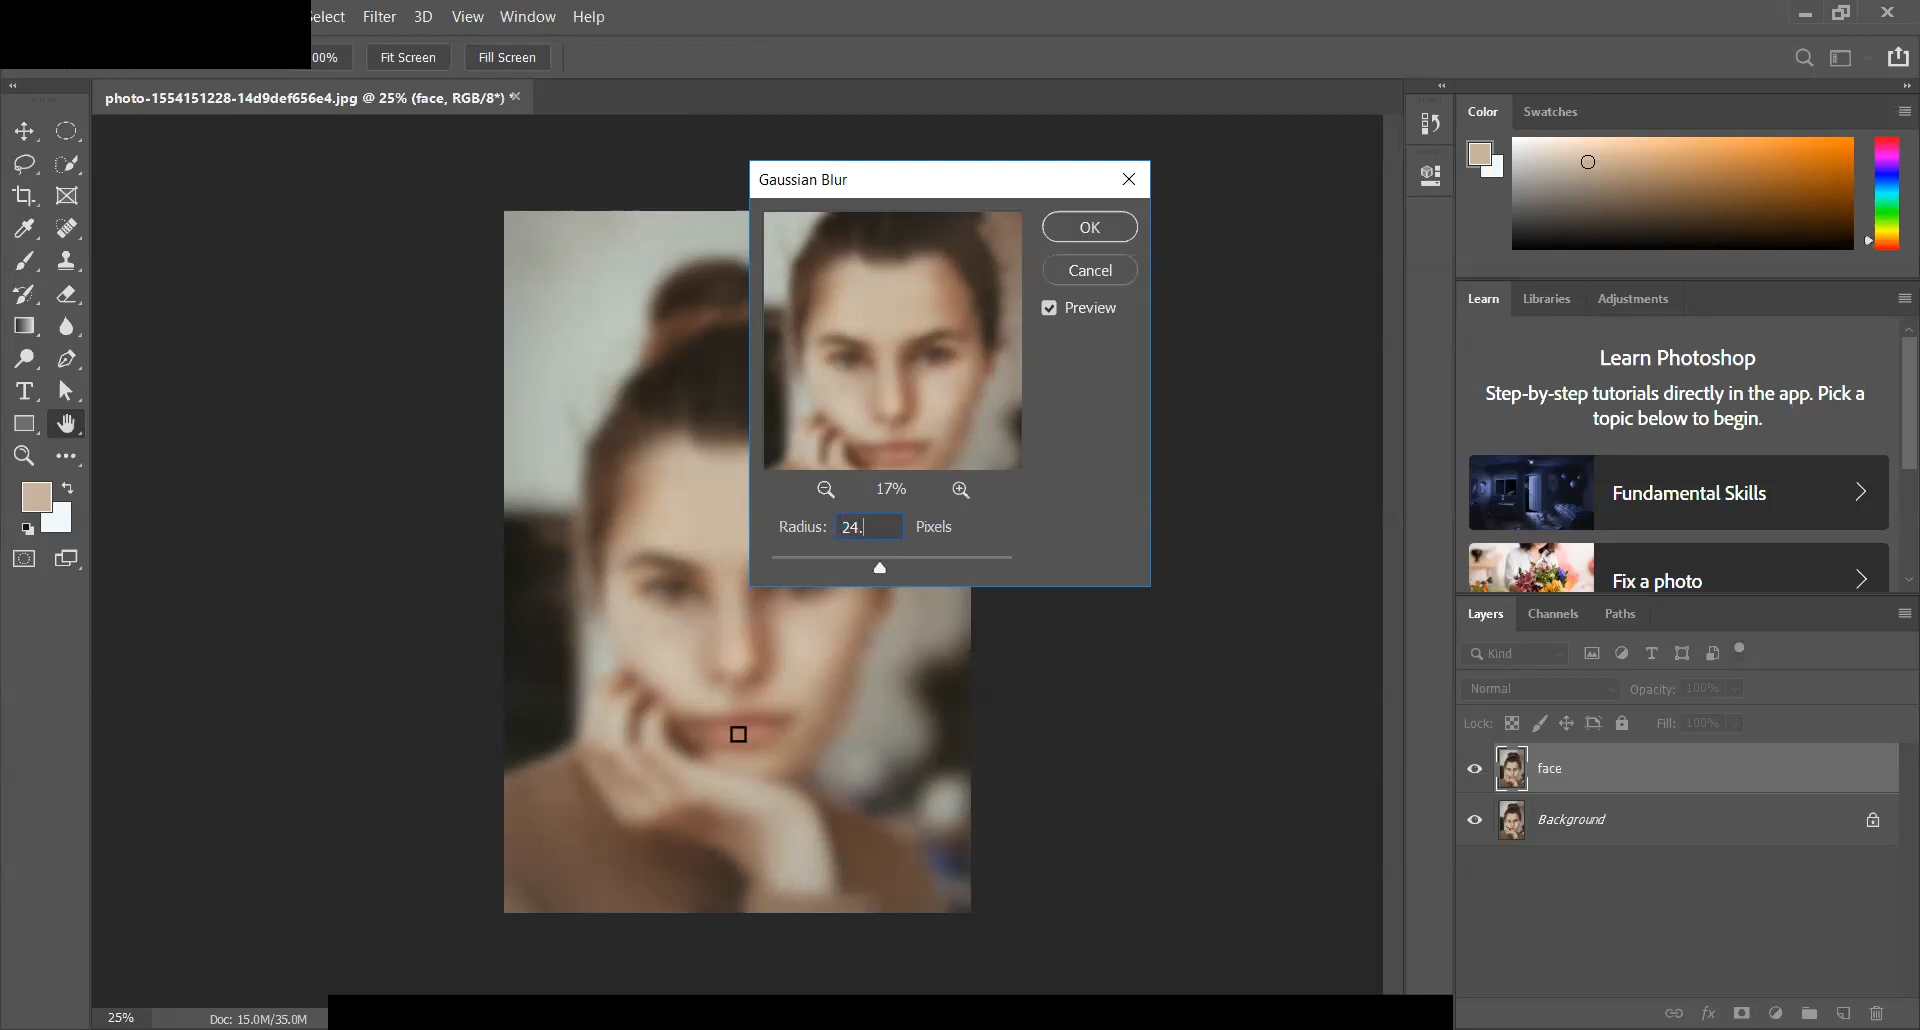 Select Filter 3D View Window Help
00% Fit Screen Fill Screen
photo-1554151228-14d9def656e4.jpg @ 25% (face, RGB/8*) *
Color Swatches
Gaussian Blur
OK
Cancel
Preview
17%
Radius: 24. Pixels
Learn Libraries Adjustments
Learn Photoshop
Step-by-step tutorials directly in the app. Pick a
topic below to begin.
Fundamental Skills
Fix a photo
Layers Channels Paths
Kind
Normal Opacity: 100%
Lock: Fill: 100%
face
Background
fx
25% Doc: 15.0M/35.0M